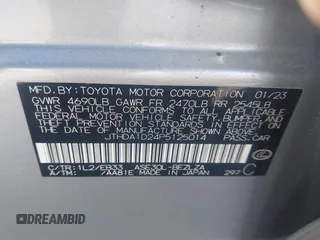 MFD.BY: TOYOTA MOTOR CORPORATION 01/23
GVWR 4690LB GAWR FR 2470LB RR 2545LB
THIS VEHICLE CONFORMS TO ALL APPLICABLE
FEDERAL MOTOR VEHICLE SAFETY, BUMPER, AND
THEFT PREVENTION STANDARDS IN EFFECT ON
THE DATE OF MANUFACTURE SHOWN ABOVE.
JTHDA1D24P5125014 PASS.CAR
C/TR:1L2/EB33 ASE30L-BEZLZA
A/TM: /AA81E MADE IN JAPAN 297 C
DREAMBID